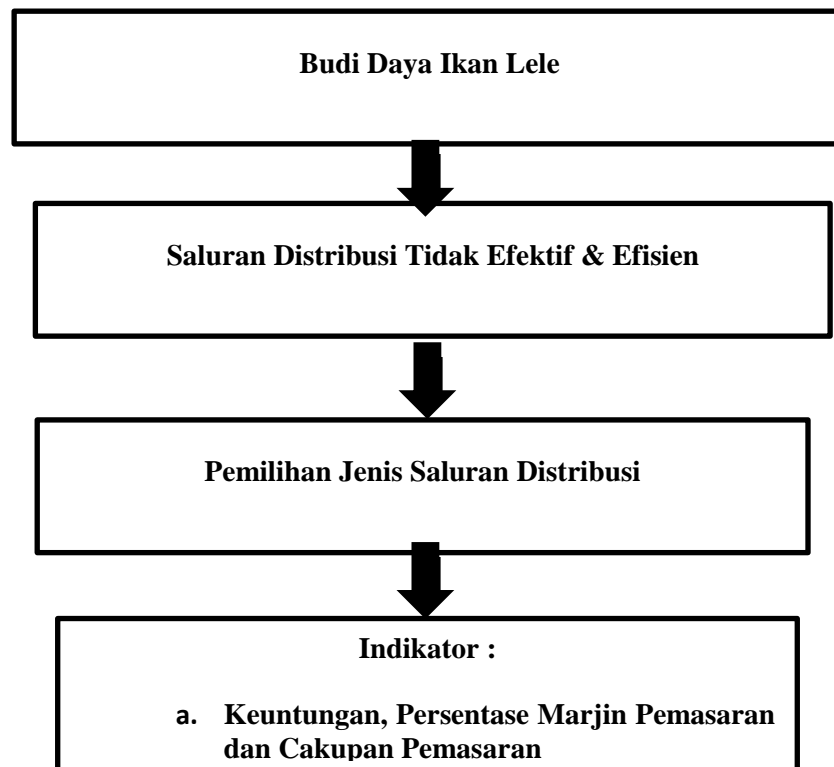 Budi Daya Ikan Lele
Saluran Distribusi Tidak Efektif & Efisien
Pemilihan Jenis Saluran Distribusi
Indikator :
a. Keuntungan, Persentase Marjin Pemasaran
dan Cakupan Pemasaran